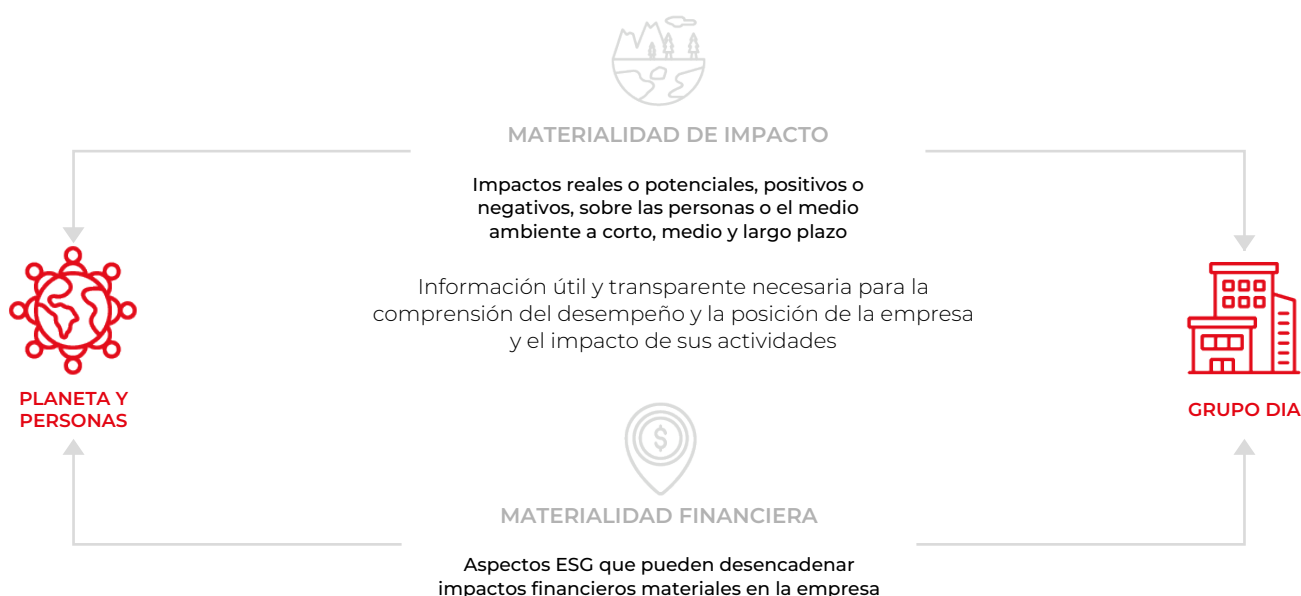 MATERIALIDAD DE IMPACTO
Impactos reales o potenciales, positivos o
negativos, sobre las personas o el medio
ambiente a corto, medio y largo plazo
Información útil y transparente necesaria para la
comprensión del desempeño y la posición de la empresa
y el impacto de sus actividades
PLANETA Y
PERSONAS
GRUPO DIA
$
MATERIALIDAD FINANCIERA
Aspectos ESG que pueden desencadenar
impactos financieros materiales en la empresa